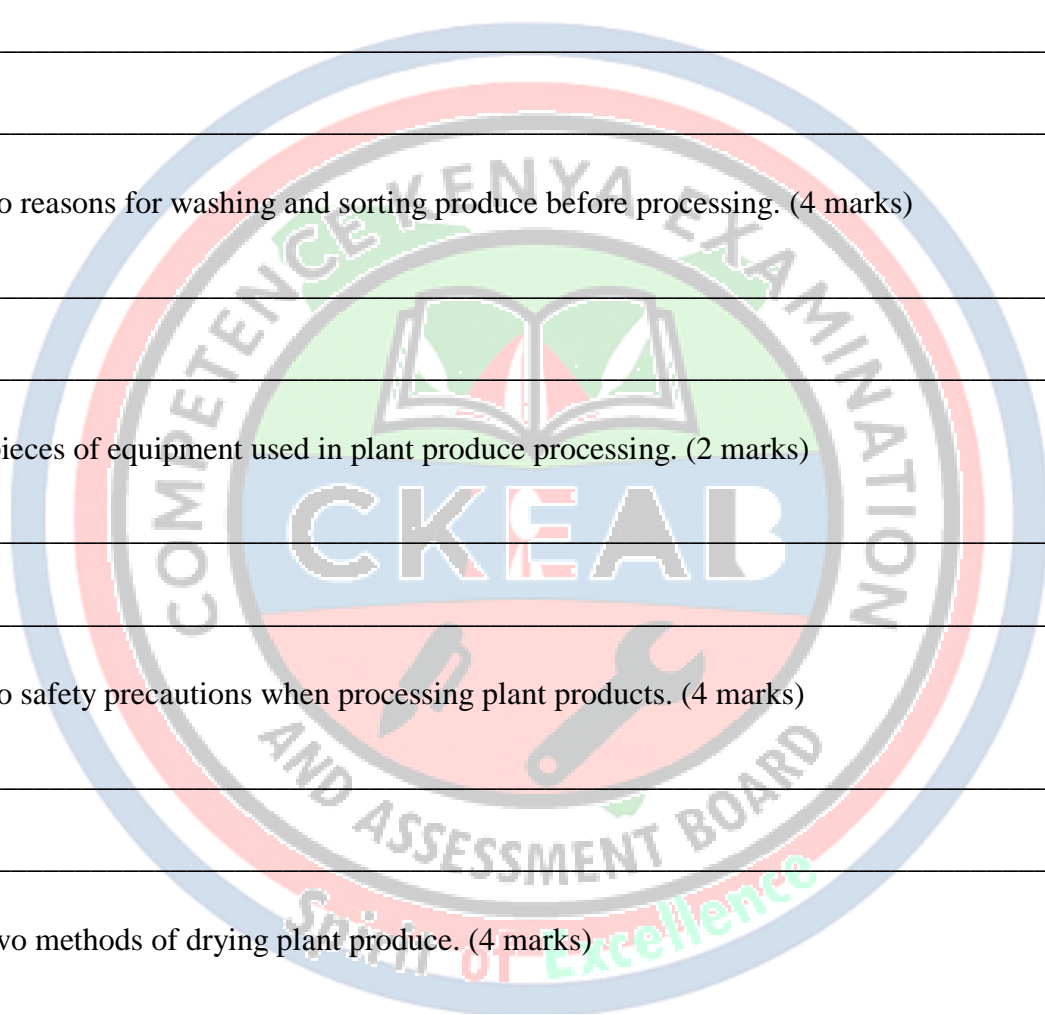 o reasons for washing and sorting produce before processing. (4 marks)
pieces of equipment used in plant produce processing. (2 marks)
o safety precautions when processing plant products. (4 marks)
wo methods of drying plant produce. (4 marks)
COMPETENCE KENYA EXAMINATION
CKEAB
AND ASSESSMENT BOARD
Spirit of Excellence